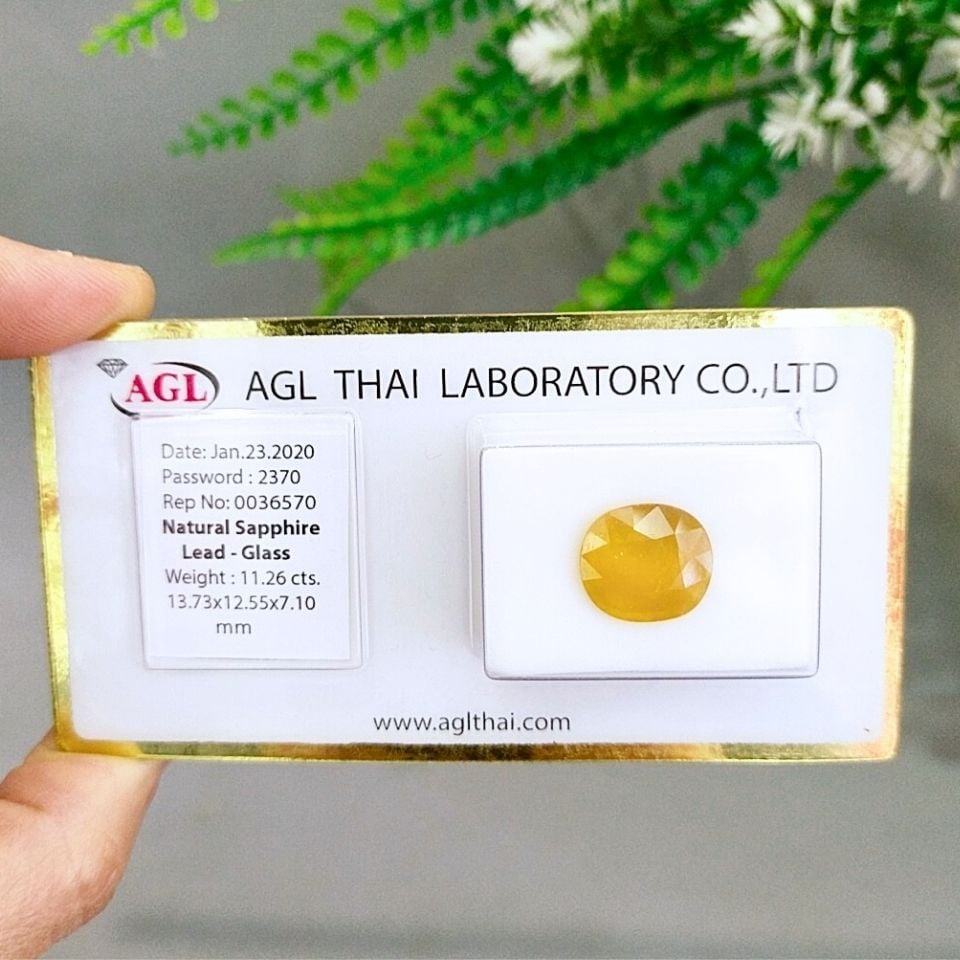 AGL
AGL THAI LABORATORY CO.,LTD
Date: Jan.23.2020
Password : 2370
Rep No: 0036570
Natural Sapphire
Lead - Glass
Weight : 11.26 cts.
13.73x12.55x7.10
mm
www.aglthai.com